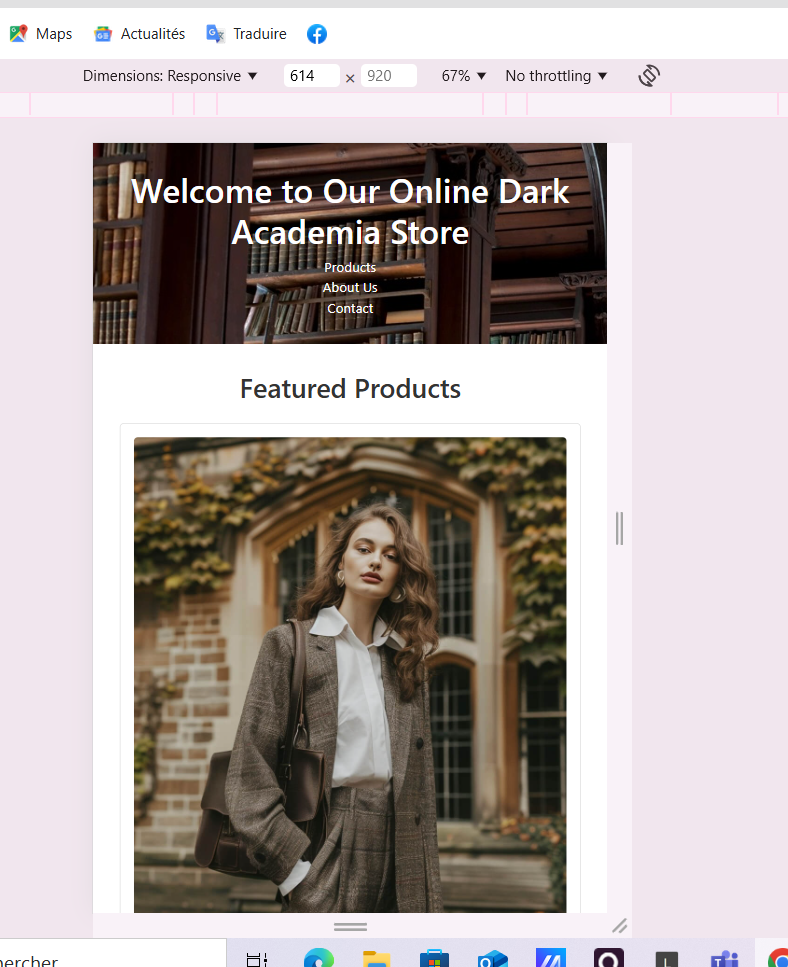 Maps Actualités Traduire
Dimensions: Responsive ▼ 614 × 920 67% ▼ No throttling ▼
Welcome to Our Online Dark
Academia Store
Products
About Us
Contact
Featured Products
hercher